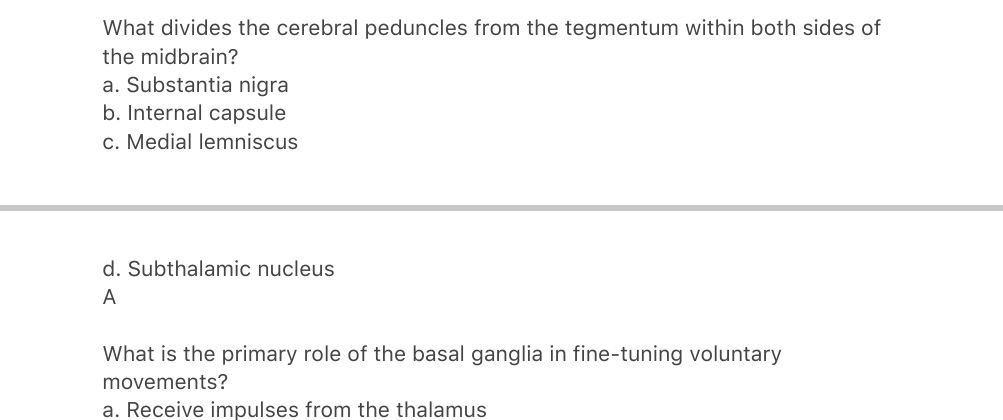 What divides the cerebral peduncles from the tegmentum within both sides of
the midbrain?
a. Substantia nigra
b. Internal capsule
c. Medial lemniscus
d. Subthalamic nucleus
A
What is the primary role of the basal ganglia in fine-tuning voluntary
movements?
a. Receive impulses from the thalamus